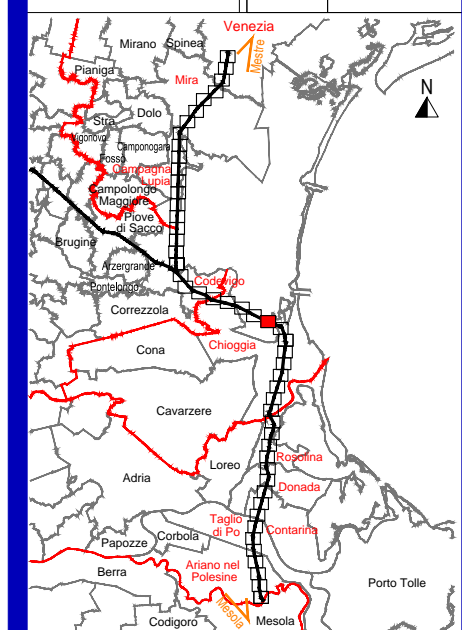 Venezia
Mirano
Spinea
Mestre
Pianiga
Mira
N
Dolo
Stra
Vigonovo
Camponogara
Fosso
Campagna
Lupia
Campolongo
Maggiore
Piove
di Sacco
Brugine
Arzergrande
Codevigo
Pontelongo
Correzzola
Chioggia
Cona
Cavarzere
Rosolina
Loreo
Adria
Donada
Taglio
di Po
Contarina
Corbola
Papozze
Ariano nel
Polesine
Berra
Porto Tolle
Mesola
Mesola
Codigoro